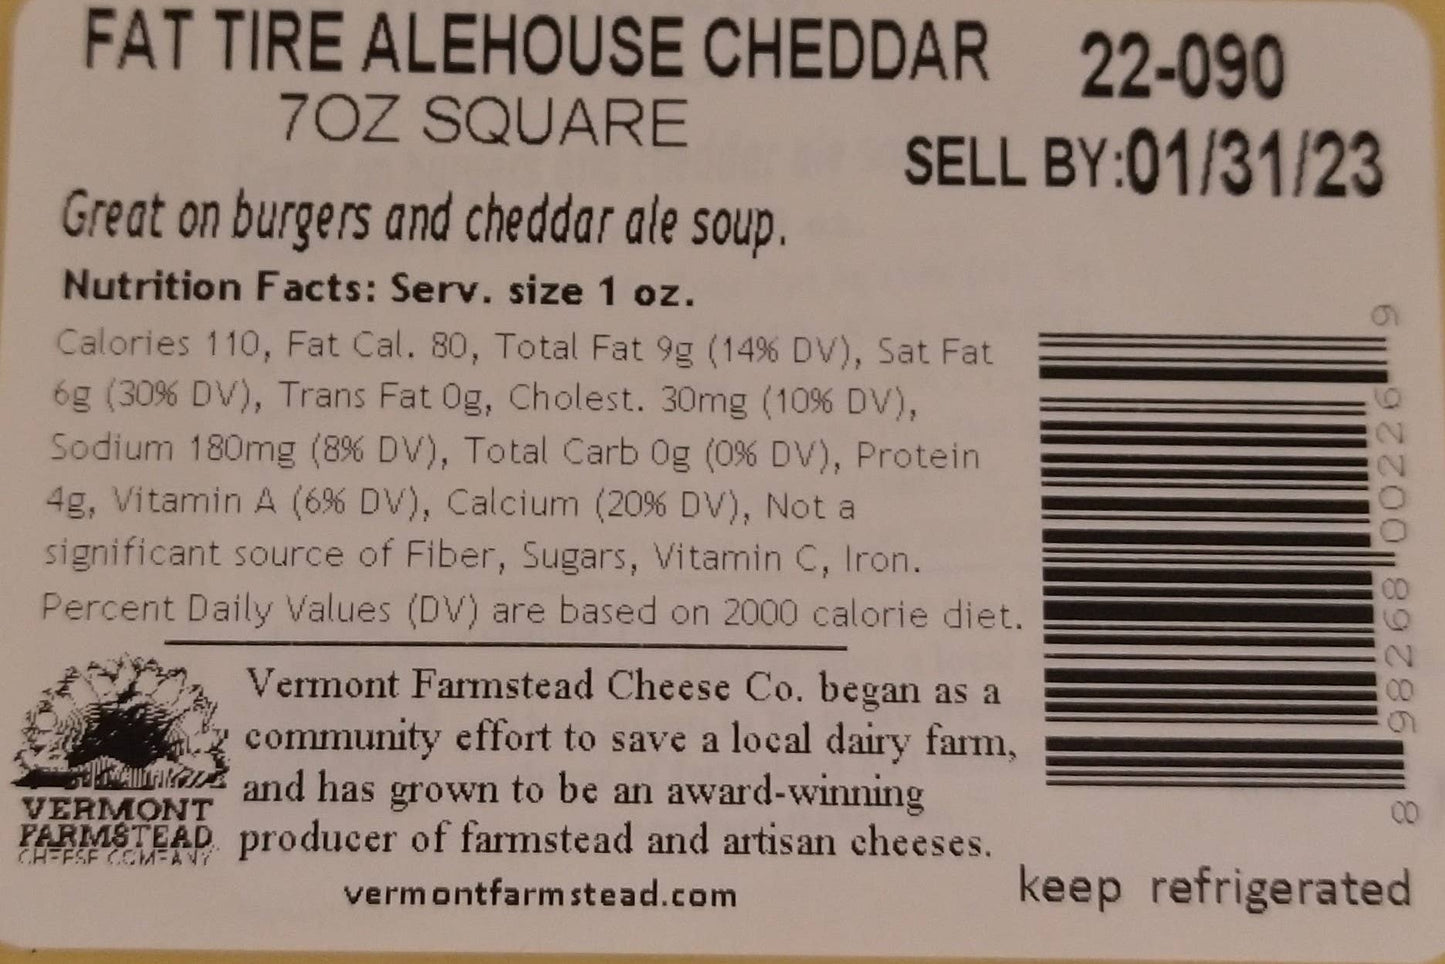 FAT TIRE ALEHOUSE CHEDDAR
22-090
7OZ SQUARE
SELL BY:01/31/23
Great on burgers and cheddar ale soup.
Nutrition Facts: Serv. size 1 oz.
Calories 110, Fat Cal. 80, Total Fat 9g (14% DV), Sat Fat
6g (30% DV), Trans Fat 0g, Cholest. 30mg (10% DV),
Sodium 180mg (8% DV), Total Carb 0g (0% DV), Protein
4g, Vitamin A (6% DV), Calcium (20% DV), Not a
significant source of Fiber, Sugars, Vitamin C, Iron.
Percent Daily Values (DV) are based on 2000 calorie diet.
Vermont Farmstead Cheese Co. began as a
community effort to save a local dairy farm,
and has grown to be an award-winning
producer of farmstead and artisan cheeses.
vermontfarmstead.com
VERMONT
FARMSTEAD
CHEESE COMPANY
8 98268 00226 9
keep refrigerated